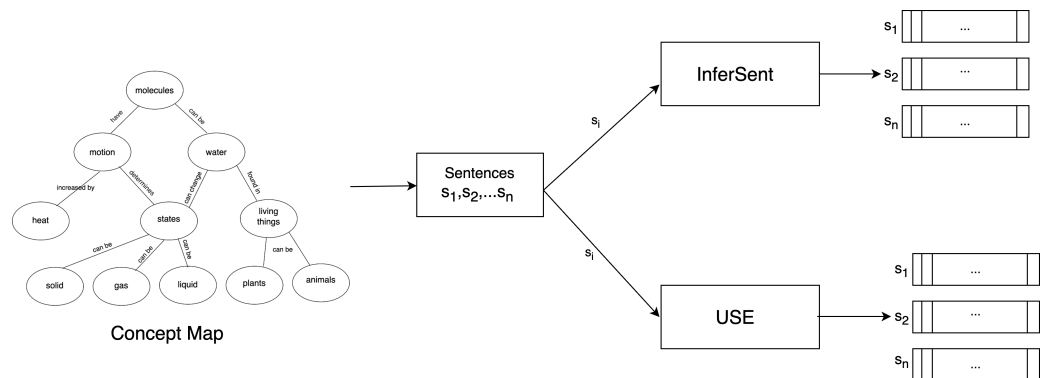 molecules
have
can be
motion
water
increased by
determines
can change
found in
heat
states
living
things
can be
can be
can be
can be
solid
gas
liquid
plants
animals
Concept Map
Sentences
s1,s2,...sn
si
si
InferSent
USE
s1
...
s2
...
sn
...
s1
...
s2
...
sn
...